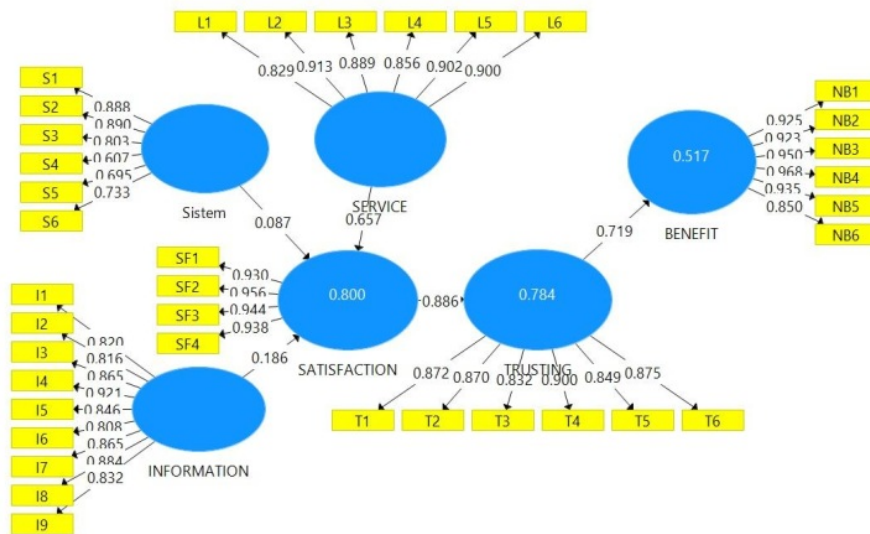 L1 L2 L3 L4 L5 L6
0.829 0.913 0.889 0.856 0.902 0.900
SERVICE
S1
S2
S3
S4
S5
S6
0.888
0.890
0.803
0.607
0.695
0.733
Sistem
0.087
0.657
NB1
NB2
NB3
NB4
NB5
NB6
0.925
0.923
0.950
0.968
0.935
0.850
0.517
BENEFIT
0.719
SF1
SF2
SF3
SF4
0.930
0.956
0.944
0.938
0.800
SATISFACTION
0.886
0.784
TRUSTING
0.872 0.870 0.832 0.900 0.849 0.875
T1 T2 T3 T4 T5 T6
I1
I2
I3
I4
I5
I6
I7
I8
I9
0.820
0.816
0.865
0.921
0.846
0.808
0.865
0.884
0.832
0.186
INFORMATION